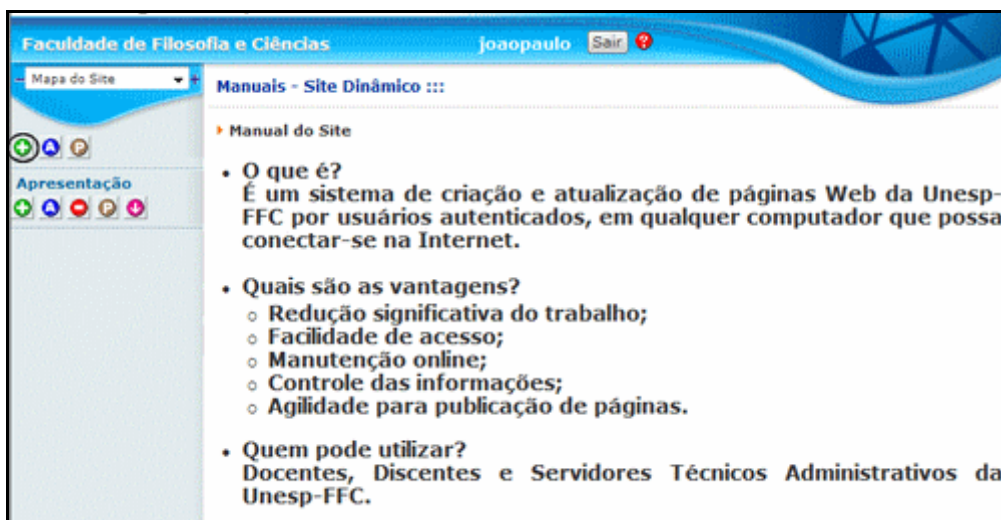 Faculdade de Filosofia e Ciências joaopaulo Sair ?
- Mapa do Site +
Manuais - Site Dinâmico :::
Manual do Site
A P
Apresentação
A P
• O que é?
É um sistema de criação e atualização de páginas Web da Unesp-
FFC por usuários autenticados, em qualquer computador que possa
conectar-se na Internet.
• Quais são as vantagens?
○ Redução significativa do trabalho;
○ Facilidade de acesso;
○ Manutenção online;
○ Controle das informações;
○ Agilidade para publicação de páginas.
• Quem pode utilizar?
Docentes, Discentes e Servidores Técnicos Administrativos da
Unesp-FFC.